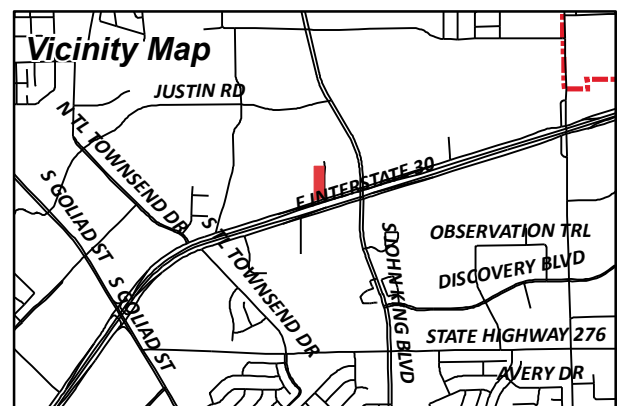 Vicinity Map
JUSTIN RD
N TL TOWNSEND DR
S GOLIAD ST
E INTERSTATE 30
S TL TOWNSEND DR
S JOHN KING BLVD
OBSERVATION TRL
DISCOVERY BLVD
S GOLIAD ST
STATE HIGHWAY 276
AVERY DR